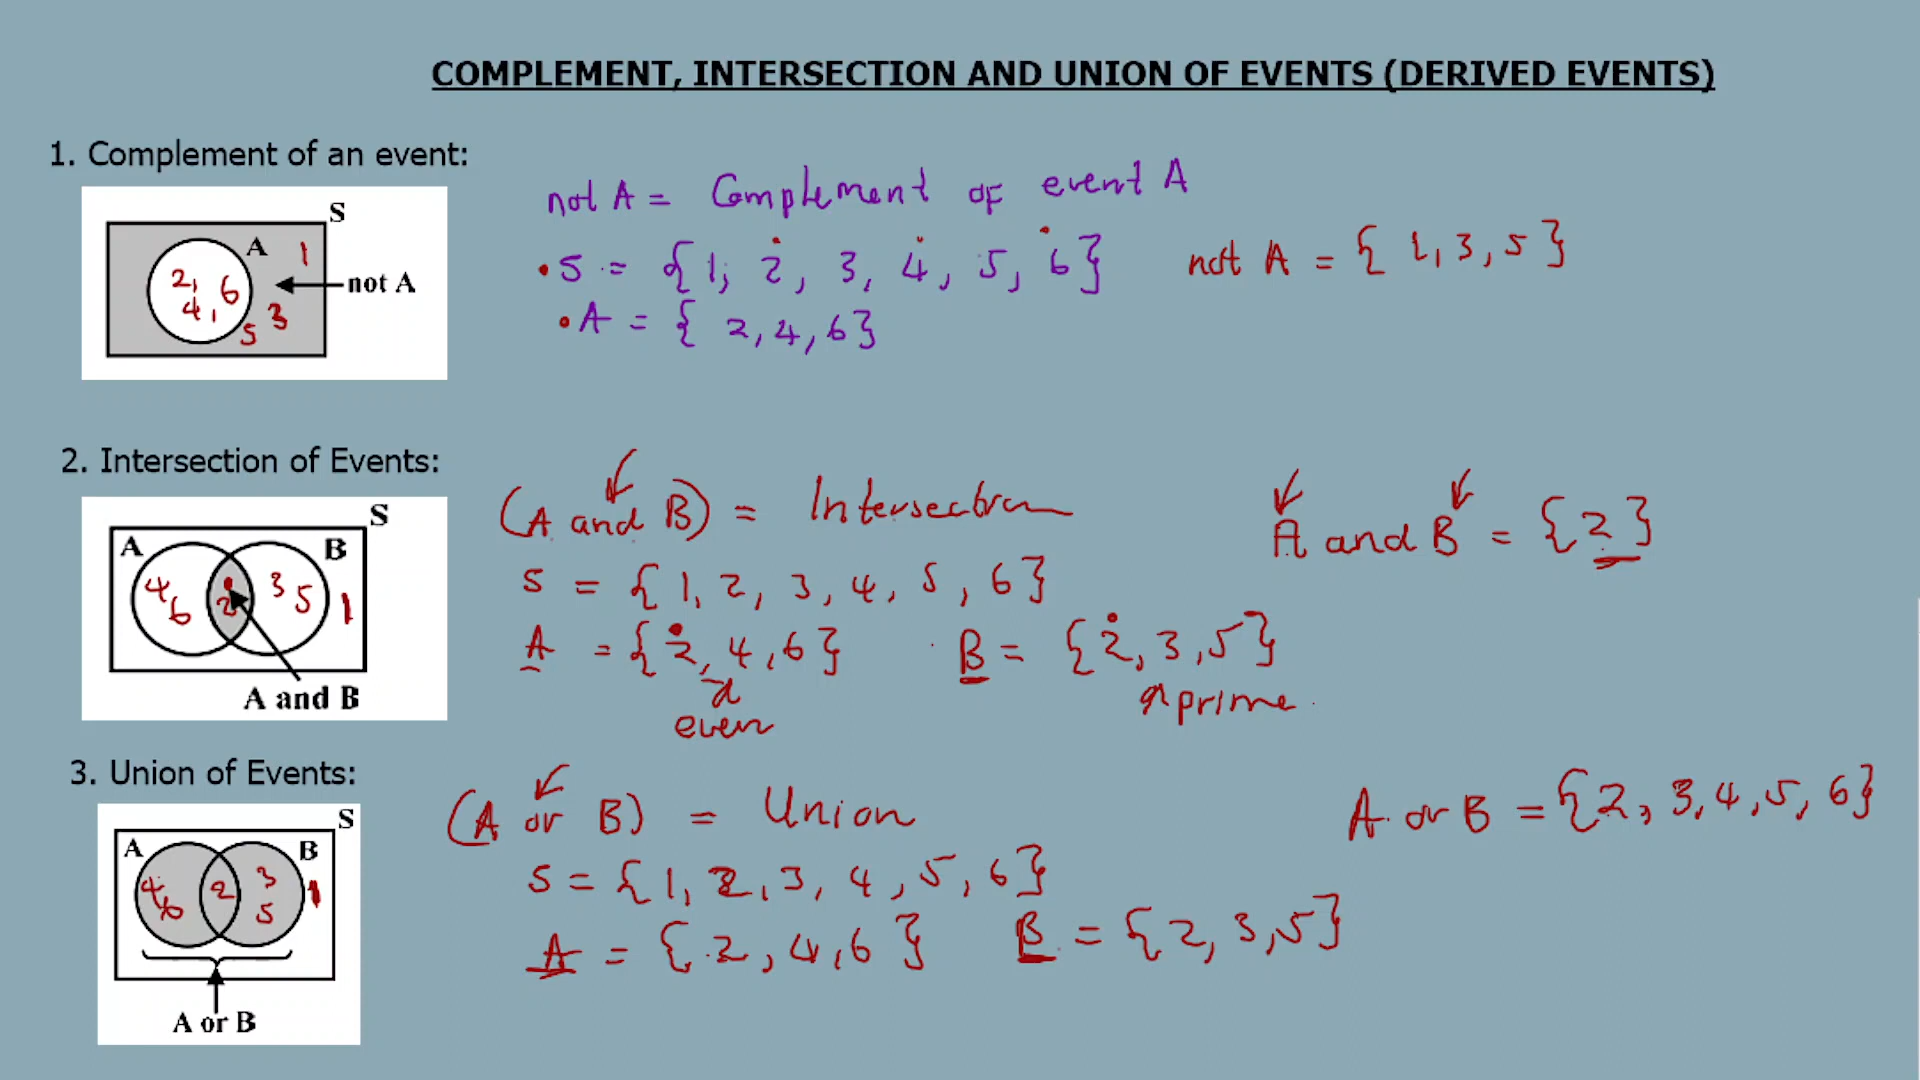 COMPLEMENT, INTERSECTION AND UNION OF EVENTS (DERIVED EVENTS)
1. Complement of an event:
S
A
1
2,
6
4,
5
3
not A
not A = Complement of event A
S = {1, 2, 3, 4, 5, 6}
not A = {1, 3, 5}
A = {2, 4, 6}
2. Intersection of Events:
S
A
B
4
6
2
3
5
1
A and B
(A and B) = Intersection
S = {1, 2, 3, 4, 5, 6}
A = {2, 4, 6}
B = {2, 3, 5}
even
prime
A and B = {2}
3. Union of Events:
S
A
B
4
6
2
3
5
1
A or B
(A or B) = Union
S = {1, 2, 3, 4, 5, 6}
A = {2, 4, 6}
B = {2, 3, 5}
A or B = {2, 3, 4, 5, 6}